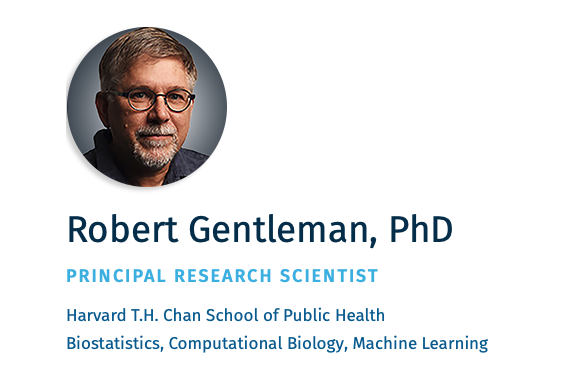 Robert Gentleman, PhD
PRINCIPAL RESEARCH SCIENTIST
Harvard T.H. Chan School of Public Health
Biostatistics, Computational Biology, Machine Learning